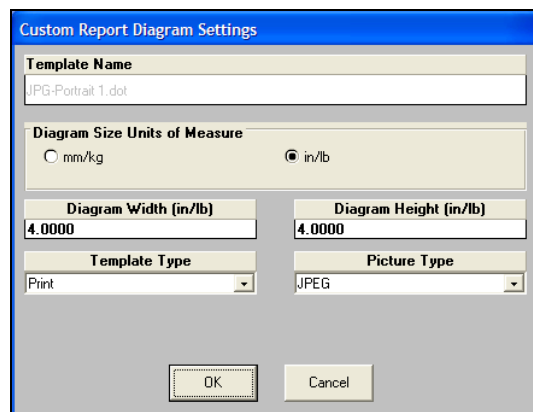 Custom Report Diagram Settings
Template Name
JPG-Portrait 1.dot
Diagram Size Units of Measure
mm/kg
in/lb
Diagram Width (in/lb)
Diagram Height (in/lb)
4.0000
4.0000
Template Type
Picture Type
Print
JPEG
OK
Cancel